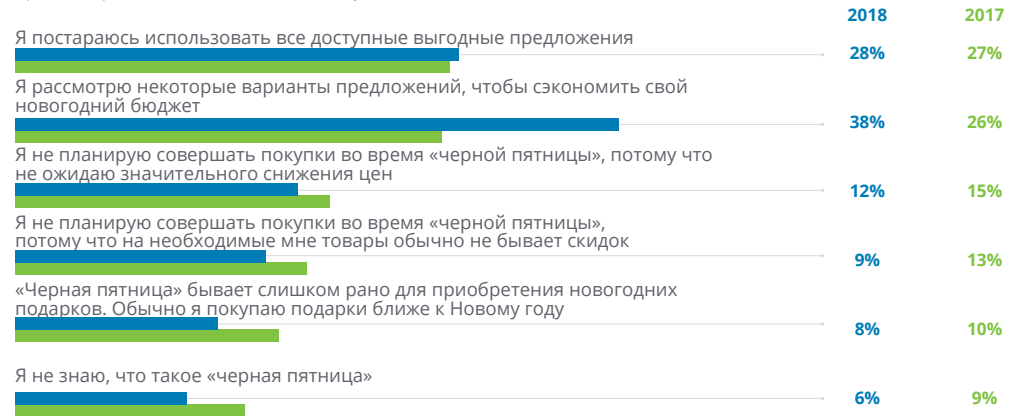 2018 2017
Я постараюсь использовать все доступные выгодные предложения
28% 27%
Я рассмотрю некоторые варианты предложений, чтобы сэкономить свой
новогодний бюджет
38% 26%
Я не планирую совершать покупки во время «черной пятницы», потому что
не ожидаю значительного снижения цен
12% 15%
Я не планирую совершать покупки во время «черной пятницы»,
потому что на необходимые мне товары обычно не бывает скидок
9% 13%
«Черная пятница» бывает слишком рано для приобретения новогодних
подарков. Обычно я покупаю подарки ближе к Новому году
8% 10%
Я не знаю, что такое «черная пятница»
6% 9%